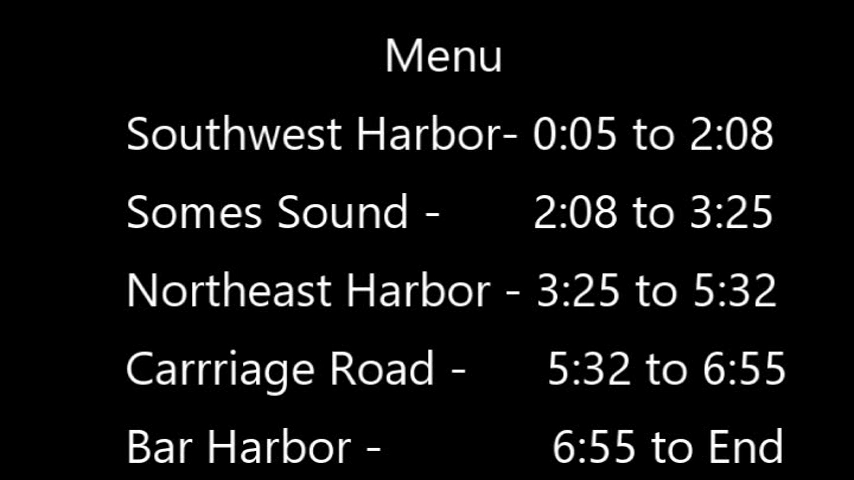 Menu
Southwest Harbor- 0:05 to 2:08
Somes Sound - 2:08 to 3:25
Northeast Harbor - 3:25 to 5:32
Carrriage Road - 5:32 to 6:55
Bar Harbor - 6:55 to End